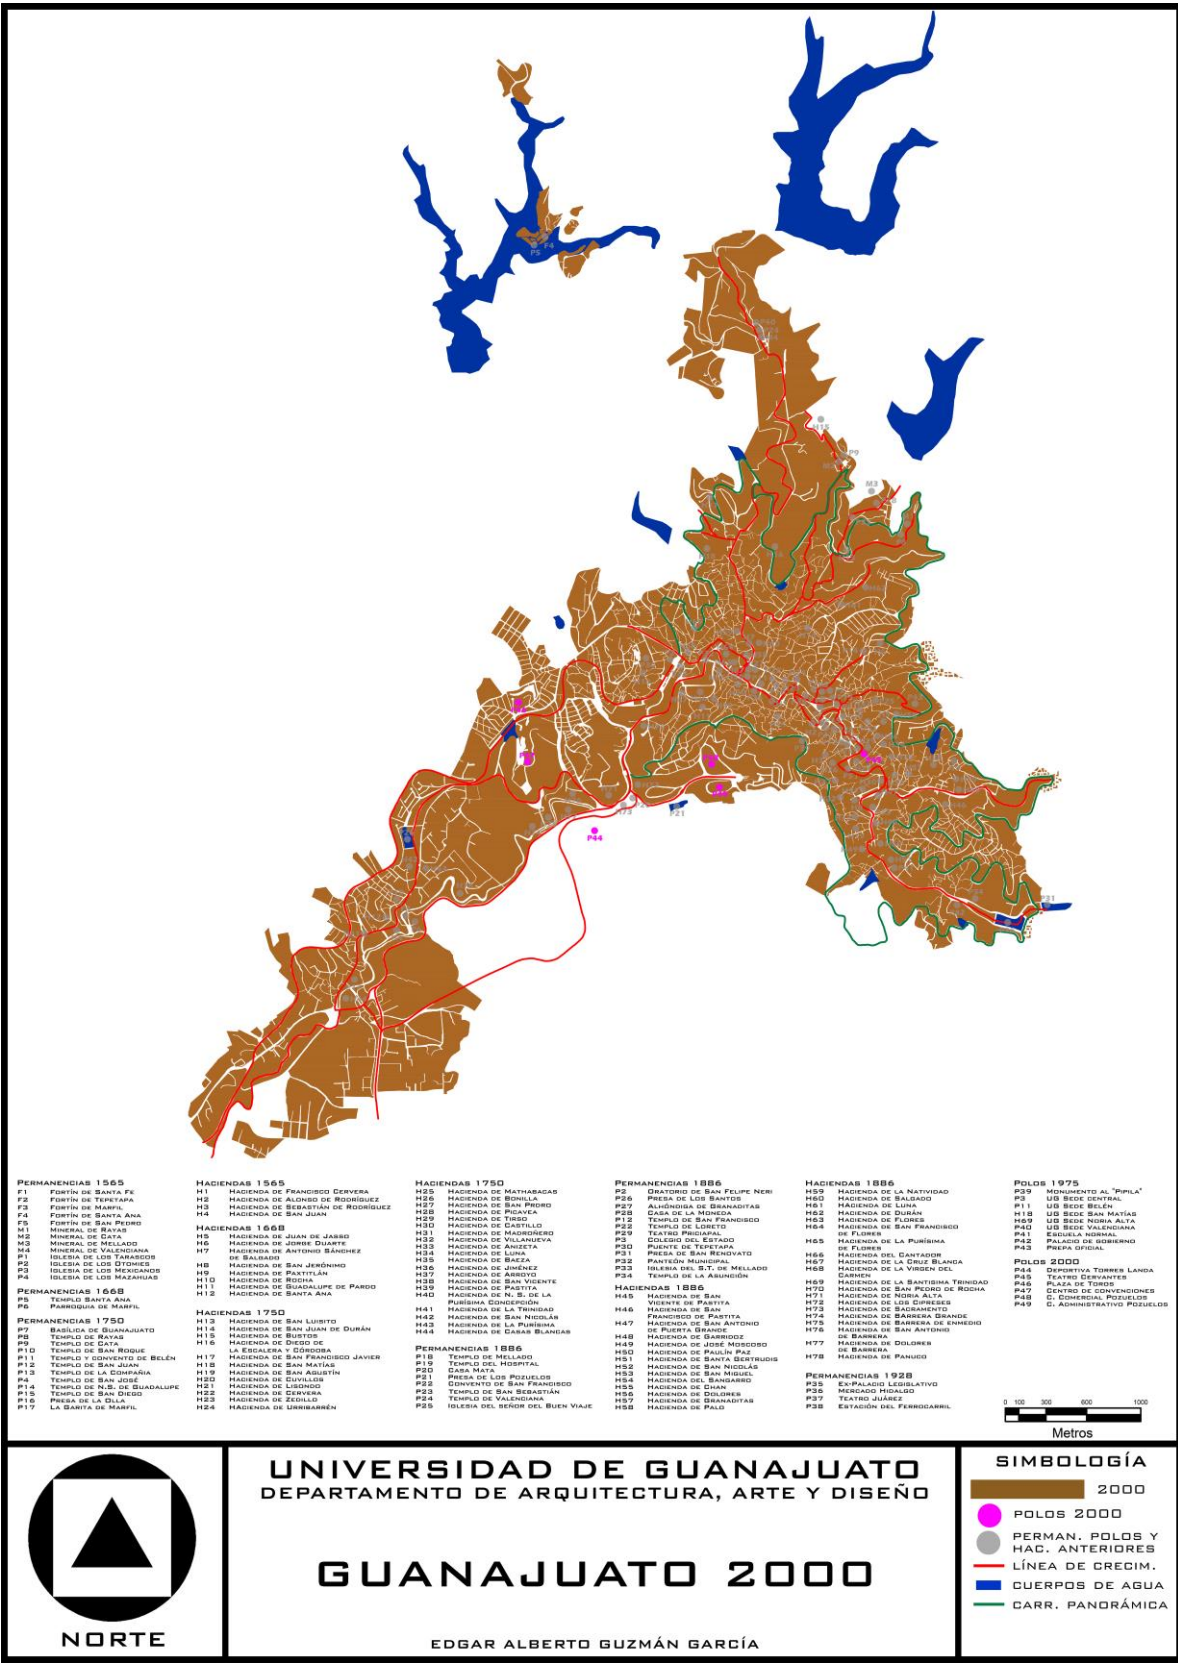 F4
P5
P40
M15
P9
M3
P21
P44
P31
PERMANENCIAS 1565
F1 FORTÍN DE SANTA FE
F2 FORTÍN DE TEPETAPA
F3 FORTÍN DE MARFIL
F4 FORTÍN DE SANTA ANA
F5 FORTÍN DE SAN PEDRO
M1 MINERAL DE RAYAS
M2 MINERAL DE CATA
M3 MINERAL DE MELLADO
M4 MINERAL DE VALENCIANA
P1 IGLESIA DE LOS TARASCOS
P2 IGLESIA DE LOS OTOMIES
P3 IGLESIA DE LOS MEXICANOS
P4 IGLESIA DE LOS MAZAHUAS
PERMANENCIAS 1668
P5 TEMPLO SANTA ANA
P6 PARROQUIA DE MARFIL
PERMANENCIAS 1750
P7 BASÍLICA DE GUANAJUATO
P8 TEMPLO DE RAYAS
P9 TEMPLO DE CATA
P10 TEMPLO DE SAN ROQUE
P11 TEMPLO Y CONVENTO DE BELÉN
P12 TEMPLO DE SAN JUAN
P13 TEMPLO DE LA COMPAÑIA
P4 TEMPLO DE SAN JOSÉ
P14 TEMPLO DE N.S. DE GUADALUPE
P15 TEMPLO DE SAN DIEGO
P16 PRESA DE LA OLLA
P17 LA GARITA DE MARFIL
HACIENDAS 1565
H1 HACIENDA DE FRANCISCO CERVERA
H2 HACIENDA DE ALONSO DE RODRÍGUEZ
H3 HACIENDA DE SEBASTIÁN DE RODRÍGUEZ
H4 HACIENDA DE SAN JUAN
HACIENDAS 1668
H5 HACIENDA DE JUAN DE JASSO
H6 HACIENDA DE JORGE DUARTE
H7 HACIENDA DE ANTONIO SÁNCHEZ
DE SALGADO
H8 HACIENDA DE SAN JERÓNIMO
H9 HACIENDA DE PAXTITLÁN
H10 HACIENDA DE ROCHA
H11 HACIENDA DE GUADALUPE DE PARDO
H12 HACIENDA DE SANTA ANA
HACIENDAS 1750
H13 HACIENDA DE SAN LUISITO
H14 HACIENDA DE SAN JUAN DE DURÁN
H15 HACIENDA DE BUSTOS
H16 HACIENDA DE DIEGO DE
LA ESCALERA Y CÓRDOBA
H17 HACIENDA DE SAN FRANCISCO JAVIER
H18 HACIENDA DE SAN MATÍAS
H19 HACIENDA DE SAN AGUSTÍN
H20 HACIENDA DE CUVILLOS
H21 HACIENDA DE LISONDO
H22 HACIENDA DE CERVERA
H23 HACIENDA DE ZEDILLO
H24 HACIENDA DE URRIBARRÉN
HACIENDAS 1750
H25 HACIENDA DE MATHABACAS
H26 HACIENDA DE BONILLA
H27 HACIENDA DE SAN PEDRO
H28 HACIENDA DE PICAVEA
H29 HACIENDA DE TIRSO
H30 HACIENDA DE CASTILLO
H31 HACIENDA DE MADROÑERO
H32 HACIENDA DE VILLANUEVA
H33 HACIENDA DE ANIZETA
H34 HACIENDA DE LUNA
H35 HACIENDA DE BAEZA
H36 HACIENDA DE JIMÉNEZ
H37 HACIENDA DE ARROYO
H38 HACIENDA DE SAN VICENTE
H39 HACIENDA DE PASTITA
H40 HACIENDA DE N. S. DE LA
PURÍSIMA CONCEPCIÓN
H41 HACIENDA DE LA TRINIDAD
H42 HACIENDA DE SAN NICOLÁS
H43 HACIENDA DE LA PURÍSIMA
H44 HACIENDA DE CASAS BLANCAS
PERMANENCIAS 1886
P18 TEMPLO DE MELLADO
P19 TEMPLO DEL HOSPITAL
P20 CASA MATA
P21 PRESA DE LOS POZUELOS
P22 CONVENTO DE SAN FRANCISCO
P23 TEMPLO DE SAN SEBASTIÁN
P24 TEMPLO DE VALENCIANA
P25 IGLESIA DEL SEÑOR DEL BUEN VIAJE
PERMANENCIAS 1886
P2 ORATORIO DE SAN FELIPE NERI
P26 PRESA DE LOS SANTOS
P27 ALHÓNDIGA DE GRANADITAS
P28 CASA DE LA MONEDA
P12 TEMPLO DE SAN FRANCISCO
P22 TEMPLO DE LORETO
P29 TEATRO PRICIAPAL
P3 COLEGIO DEL ESTADO
P30 PUENTE DE TEPETAPA
P31 PRESA DE SAN RENOVATO
P32 PANTEÓN MUNICIPAL
P33 IGLESIA DEL S.T. DE MELLADO
P34 TEMPLO DE LA ASUNCIÓN
HACIENDAS 1886
H45 HACIENDA DE SAN
VICENTE DE PASTITA
H46 HACIENDA DE SAN
FRANCISCO DE PASTITA
H47 HACIENDA DE SAN ANTONIO
DE PUERTA GRANDE
H48 HACIENDA DE GARRIDOZ
H49 HACIENDA DE JOSÉ MOSCOSO
H50 HACIENDA DE PAULÍN PAZ
H51 HACIENDA DE SANTA GERTRUDIS
H52 HACIENDA DE SAN NICOLÁS
H53 HACIENDA DE SAN MIGUEL
H54 HACIENDA DEL SANGARRO
H55 HACIENDA DE CHAN
H56 HACIENDA DE DOLORES
H57 HACIENDA DE GRANADITAS
H58 HACIENDA DE PALO
HACIENDAS 1886
H59 HACIENDA DE LA NATIVIDAD
H60 HACIENDA DE SALGADO
H61 HACIENDA DE LUNA
H62 HACIENDA DE DURÁN
H63 HACIENDA DE FLORES
H64 HACIENDA DE SAN FRANCISCO
DE FLORES
H65 HACIENDA DE LA PURÍSIMA
DE FLORES
H66 HACIENDA DEL CANTADOR
H67 HACIENDA DE LA CRUZ BLANCA
H68 HACIENDA DE LA VIRGEN DEL
CARMEN
H69 HACIENDA DE LA SANTISIMA TRINIDAD
H70 HACIENDA DE SAN PEDRO DE ROCHA
H71 HACIENDA DE NORIA ALTA
H72 HACIENDA DE LOS CIPRESES
H73 HACIENDA DE SACRAMENTO
H74 HACIENDA DE BARRERA GRANDE
H75 HACIENDA DE BARRERA DE ENMEDIO
H76 HACIENDA DE SAN ANTONIO
DE BARRERA
H77 HACIENDA DE DOLORES
DE BARRERA
H78 HACIENDA DE PANUCO
PERMANENCIAS 1928
P35 EX-PALACIO LEGISLATIVO
P36 MERCADO HIDALGO
P37 TEATRO JUÁREZ
P38 ESTACIÓN DEL FERROCARRIL
POLOS 1975
P39 MONUMENTO AL "PIPILA"
P3 UG SEDE CENTRAL
P11 UG SEDE BELÉN
H18 UG SEDE SAN MATÍAS
H69 UG SEDE NORIA ALTA
P40 UG SEDE VALENCIANA
P41 ESCUELA NORMAL
P42 PALACIO DE GOBIERNO
P43 PREPA OFICIAL
POLOS 2000
P44 DEPORTIVA TORRES LANDA
P45 TEATRO CERVANTES
P46 PLAZA DE TOROS
P47 CENTRO DE CONVENCIONES
P48 C. COMERCIAL POZUELOS
P49 C. ADMINISTRATIVO POZUELOS
0 100 300 600 1000
Metros
NORTE
UNIVERSIDAD DE GUANAJUATO
DEPARTAMENTO DE ARQUITECTURA, ARTE Y DISEÑO
GUANAJUATO 2000
EDGAR ALBERTO GUZMÁN GARCÍA
SIMBOLOGÍA
2000
POLOS 2000
PERMAN. POLOS Y
HAC. ANTERIORES
LÍNEA DE CRECIM.
CUERPOS DE AGUA
CARR. PANORÁMICA